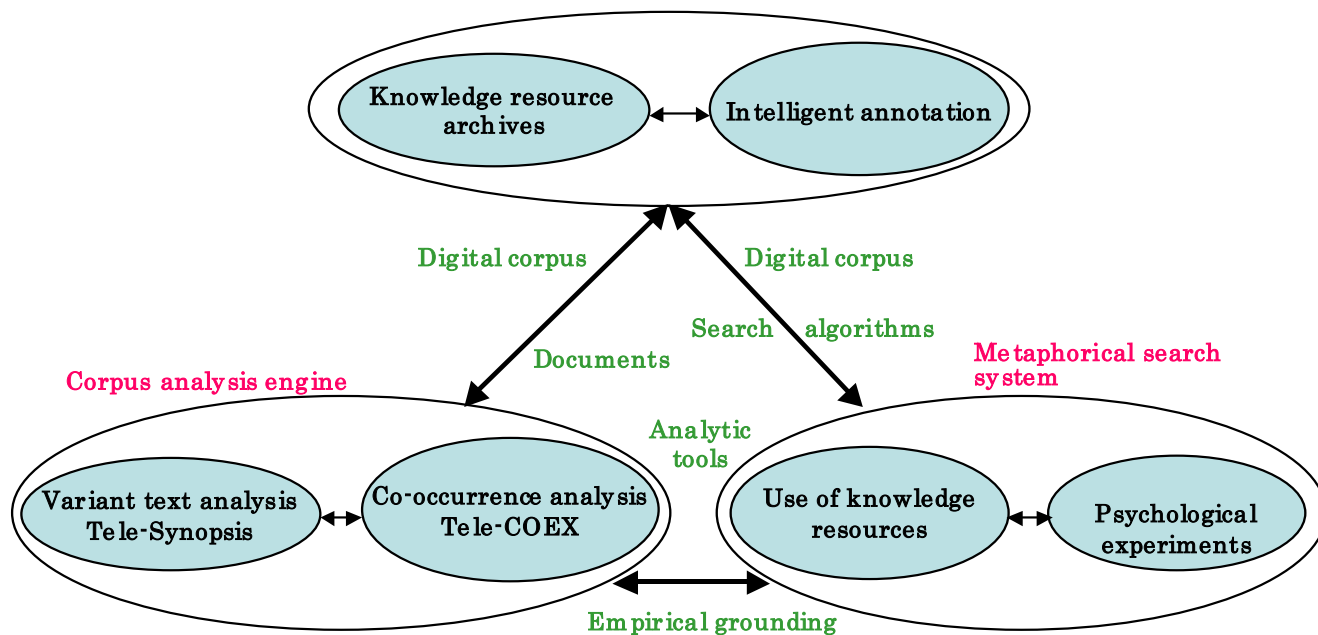 Knowledge resource
archives
Intelligent annotation
Digital corpus
Digital corpus
Search algorithms
Documents
Metaphorical search
system
Corpus analysis engine
Analytic
tools
Variant text analysis
Tele-Synopsis
Co-occurrence analysis
Tele-COEX
Use of knowledge
resources
Psychological
experiments
Empirical grounding